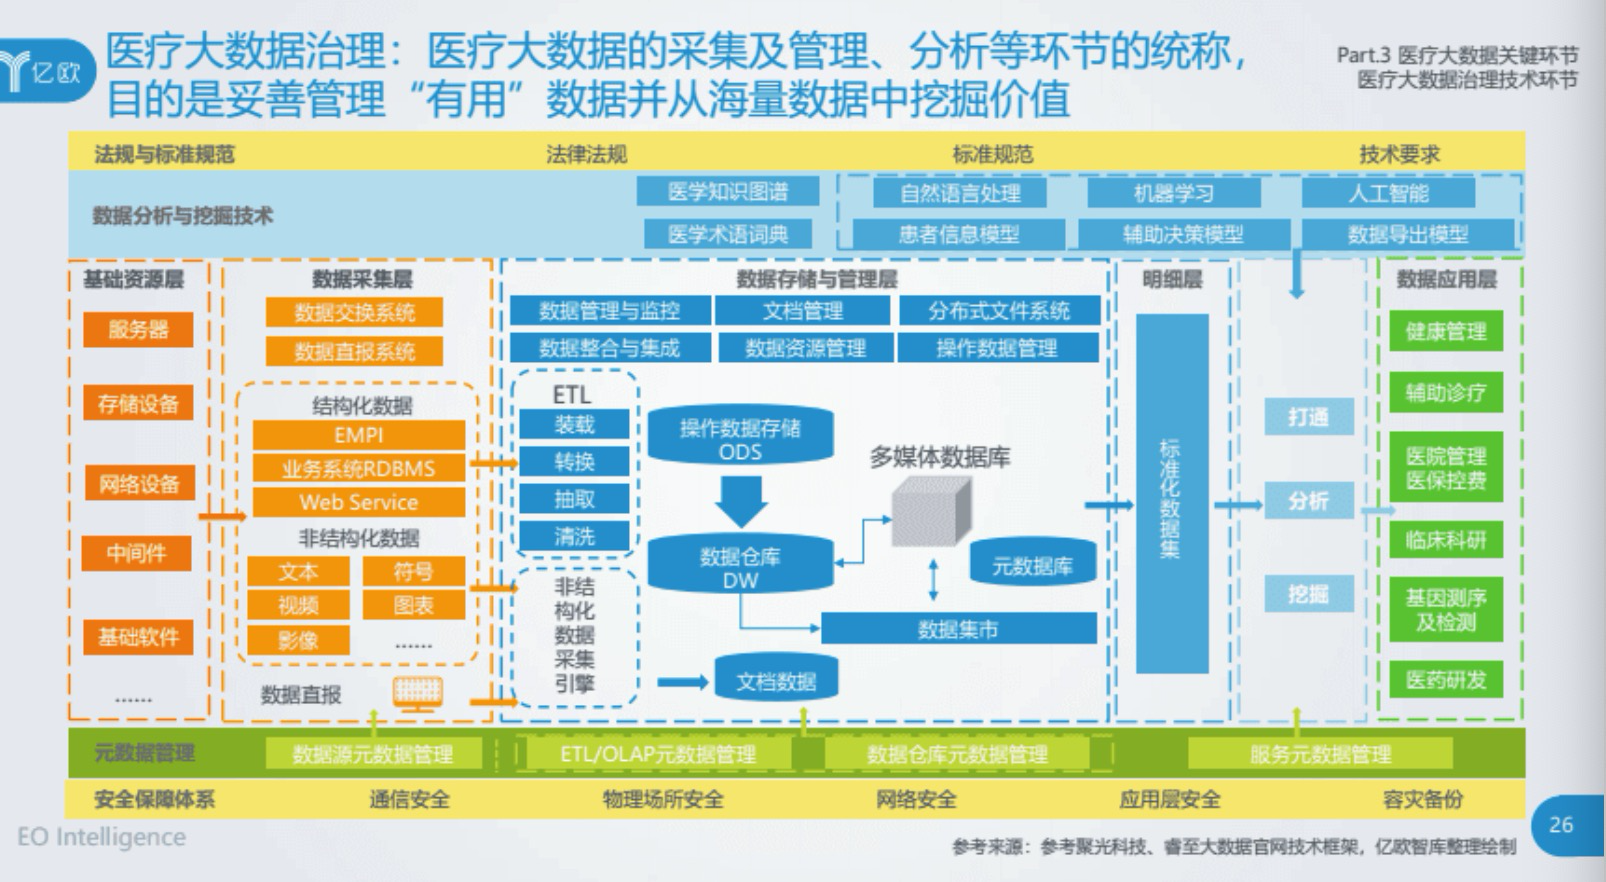 亿欧
医疗大数据治理：医疗大数据的采集及管理、分析等环节的统称，
目的是妥善管理“有用”数据并从海量数据中挖掘价值
Part.3 医疗大数据关键环节
医疗大数据治理技术环节
法规与标准规范
法律法规
标准规范
技术要求
数据分析与挖掘技术
医学知识图谱
自然语言处理
机器学习
人工智能
医学术语词典
患者信息模型
辅助决策模型
数据导出模型
基础资源层
服务器
存储设备
网络设备
中间件
基础软件
……
数据采集层
数据交换系统
数据直报系统
结构化数据
EMPI
业务系统RDBMS
Web Service
非结构化数据
文本
符号
视频
图表
影像
……
数据直报
数据存储与管理层
数据管理与监控
文档管理
分布式文件系统
数据整合与集成
数据资源管理
操作数据管理
ETL
装载
转换
抽取
清洗
非结
构化
数据
采集
引擎
操作数据存储
ODS
数据仓库
DW
多媒体数据库
元数据库
数据集市
文档数据
明细层
标准化数据集
打通
分析
挖掘
数据应用层
健康管理
辅助诊疗
医院管理
医保控费
临床科研
基因测序
及检测
医药研发
元数据管理
数据源元数据管理
ETL/OLAP元数据管理
数据仓库元数据管理
服务元数据管理
安全保障体系
通信安全
物理场所安全
网络安全
应用层安全
容灾备份
EO Intelligence
参考来源：参考聚光科技、睿至大数据官网技术框架，亿欧智库整理绘制
26